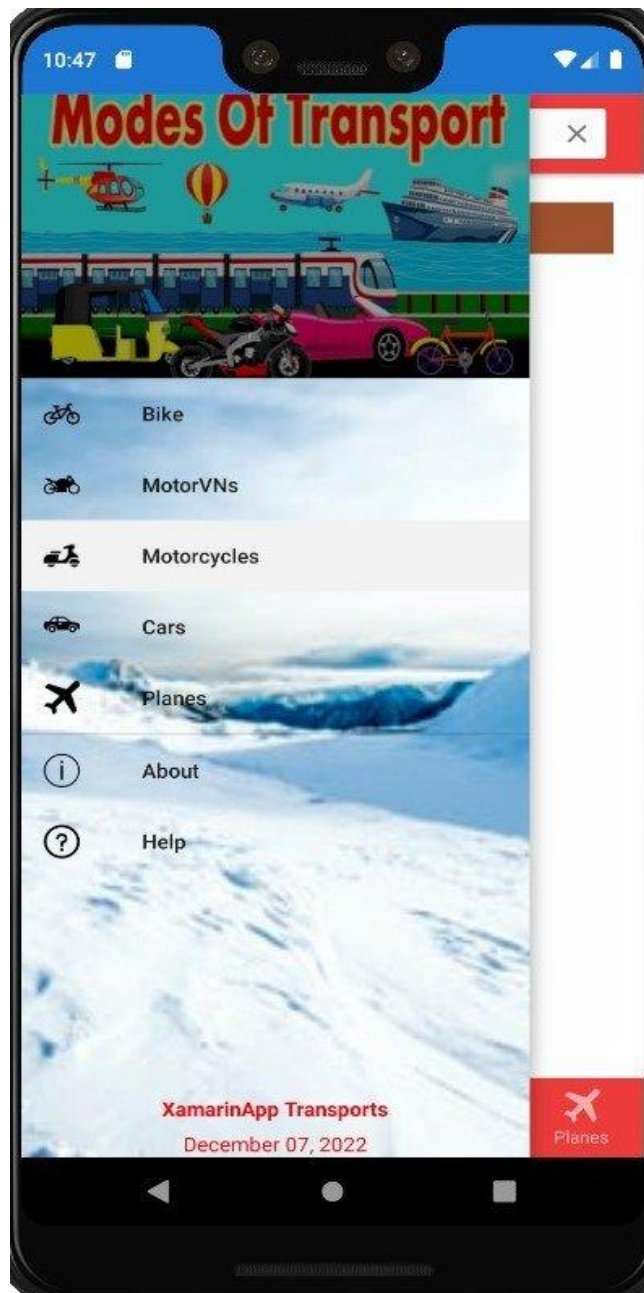 10:47
Modes Of Transport
Bike
MotorVNs
Motorcycles
Cars
Planes
About
Help
XamarinApp Transports
December 07, 2022
Planes